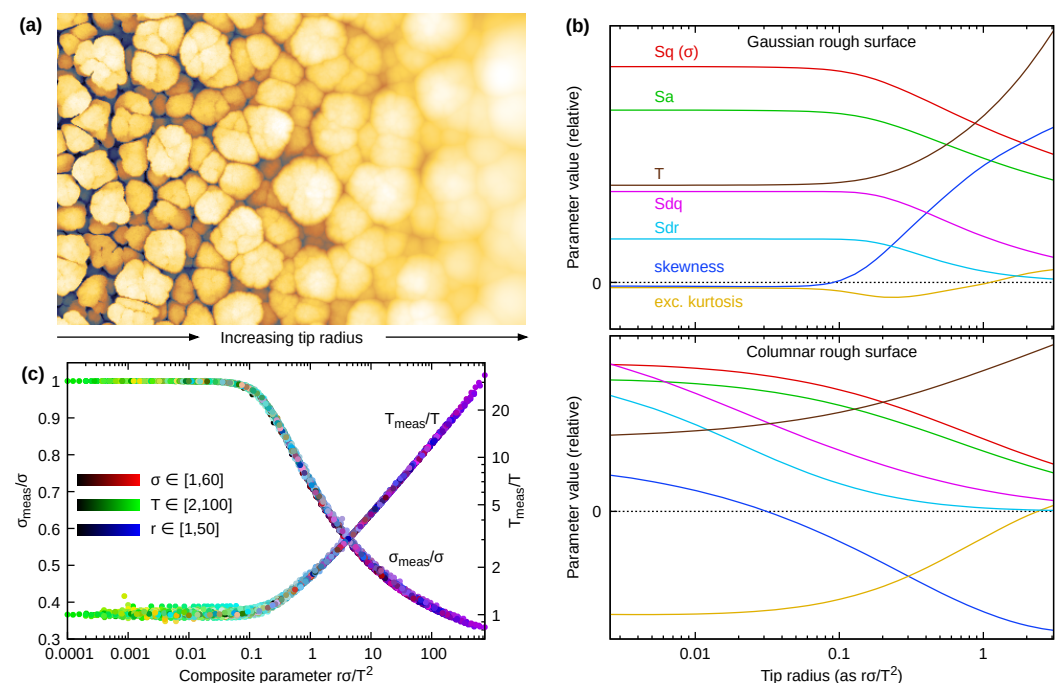 (a)
Increasing tip radius
(b)
Gaussian rough surface
Sq (σ)
Sa
T
Sdq
Sdr
skewness
exc. kurtosis
0
Parameter value (relative)
Columnar rough surface
0
Parameter value (relative)
0.01
0.1
1
Tip radius (as rσ/T²)
(c)
1
0.9
0.8
0.7
0.6
0.5
0.4
0.3
σmeas/σ
Tmeas/T
σ ∈ [1,60]
T ∈ [2,100]
r ∈ [1,50]
σmeas/σ
20
10
5
2
1
Tmeas/T
0.0001
0.001
0.01
0.1
1
10
100
Composite parameter rσ/T²